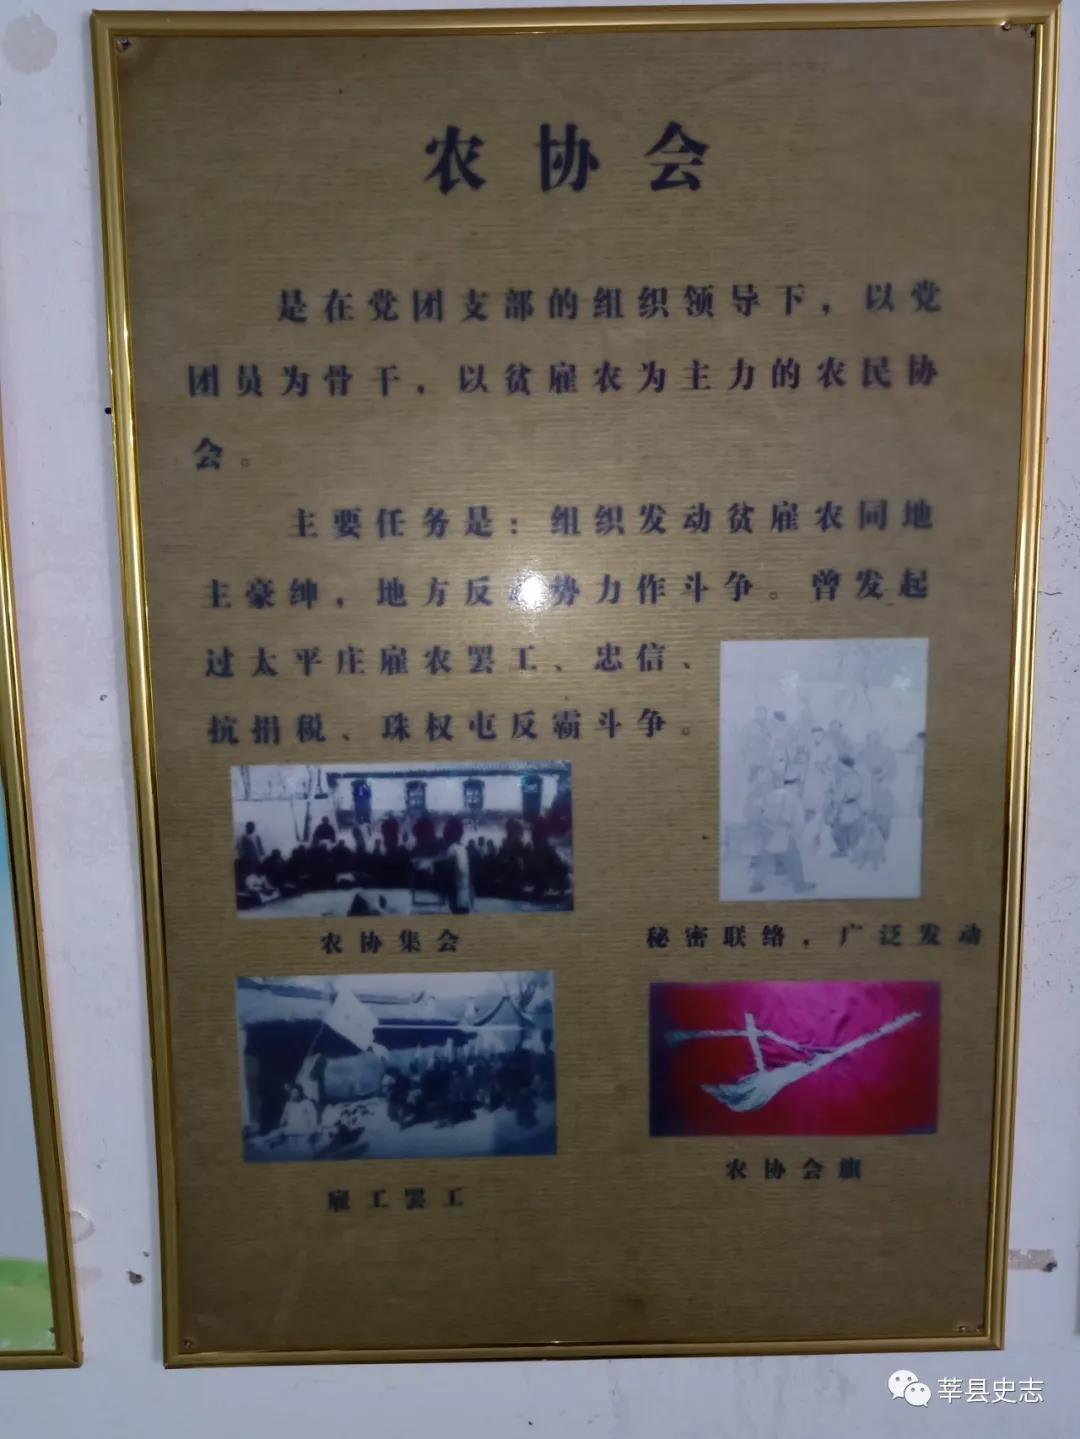 农协会
是在党团支部的组织领导下，以党
团员为骨干，以贫雇农为主力的农民协
会。
主要任务是：组织发动贫雇农同地
主豪绅，地方反势力作斗争。曾发起
过太平庄雇农罢工、忠信、
抗捐税、珠权屯反霸斗争。
农协集会
秘密联络，广泛发动
雇工罢工
农协会旗
莘县史志